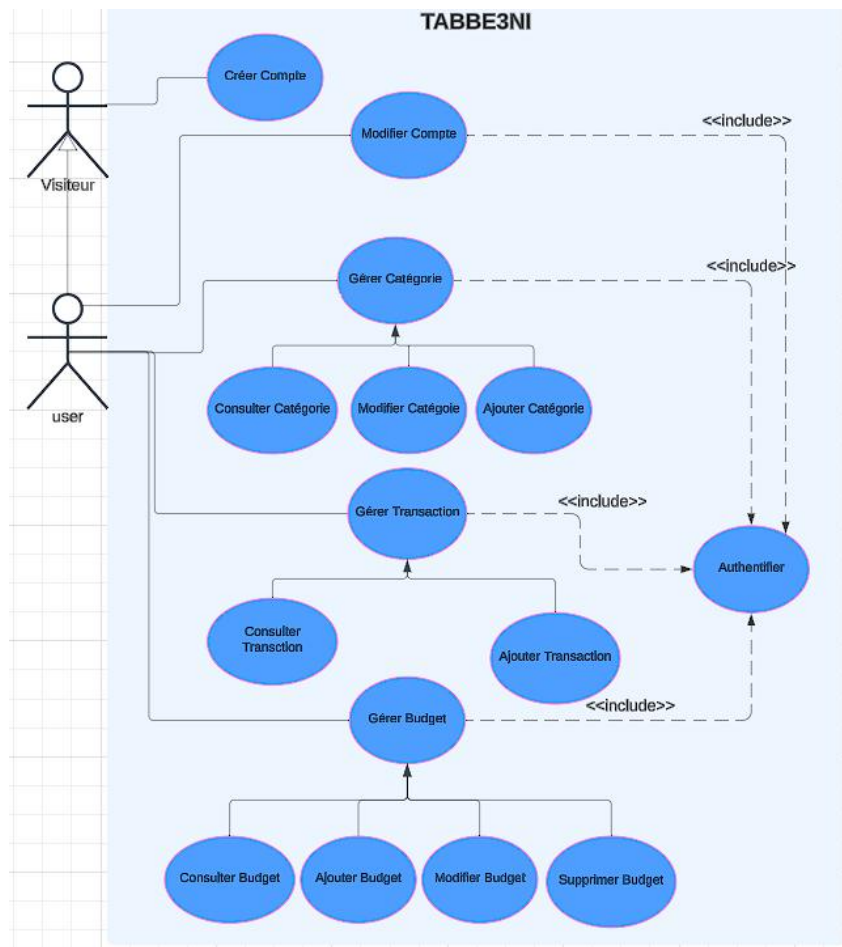 TABBE3NI
Créer Compte
Modifier Compte
<<include>>
Visiteur
Gérer Catégorie
<<include>>
user
Consulter Catégorie
Modifier Catégoie
Ajouter Catégorie
Gérer Transaction
<<include>>
Authentifier
Consulter
Transction
Ajouter Transaction
Gérer Budget
<<include>>
Consulter Budget
Ajouter Budget
Modifier Budget
Supprimer Budget